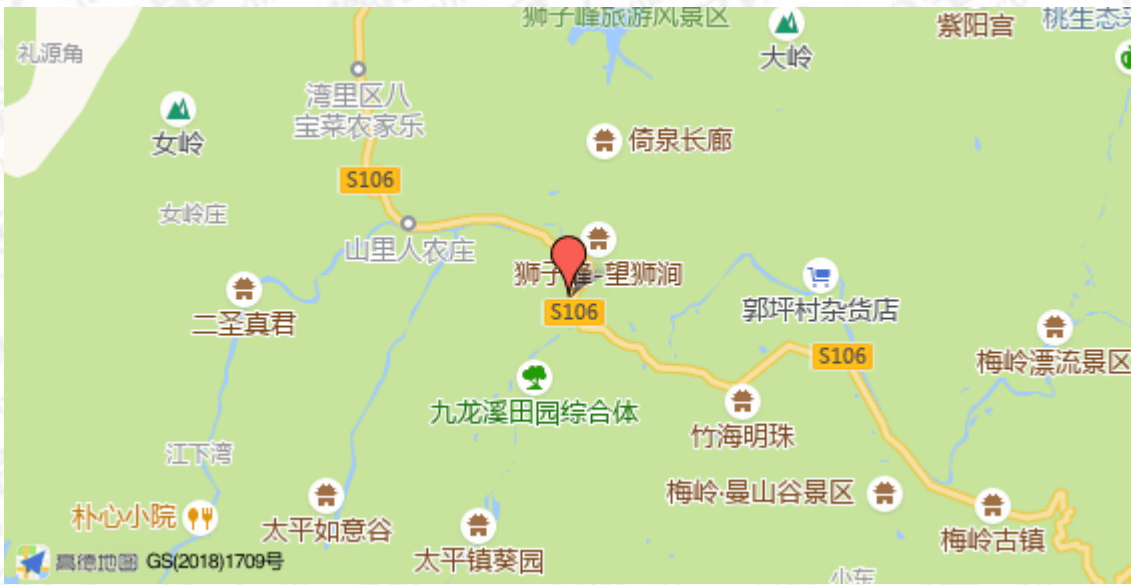 狮子峰旅游风景区
紫阳宫
桃生态采
礼源角
大岭
湾里区八
宝菜农家乐
女岭
倚泉长廊
S106
女岭庄
山里人农庄
狮子峰-望狮涧
S106
郭坪村杂货店
二圣真君
S106
梅岭漂流景区
九龙溪田园综合体
竹海明珠
江下湾
梅岭·曼山谷景区
朴心小院
太平如意谷
梅岭古镇
太平镇葵园
高德地图 GS(2018)1709号
小东